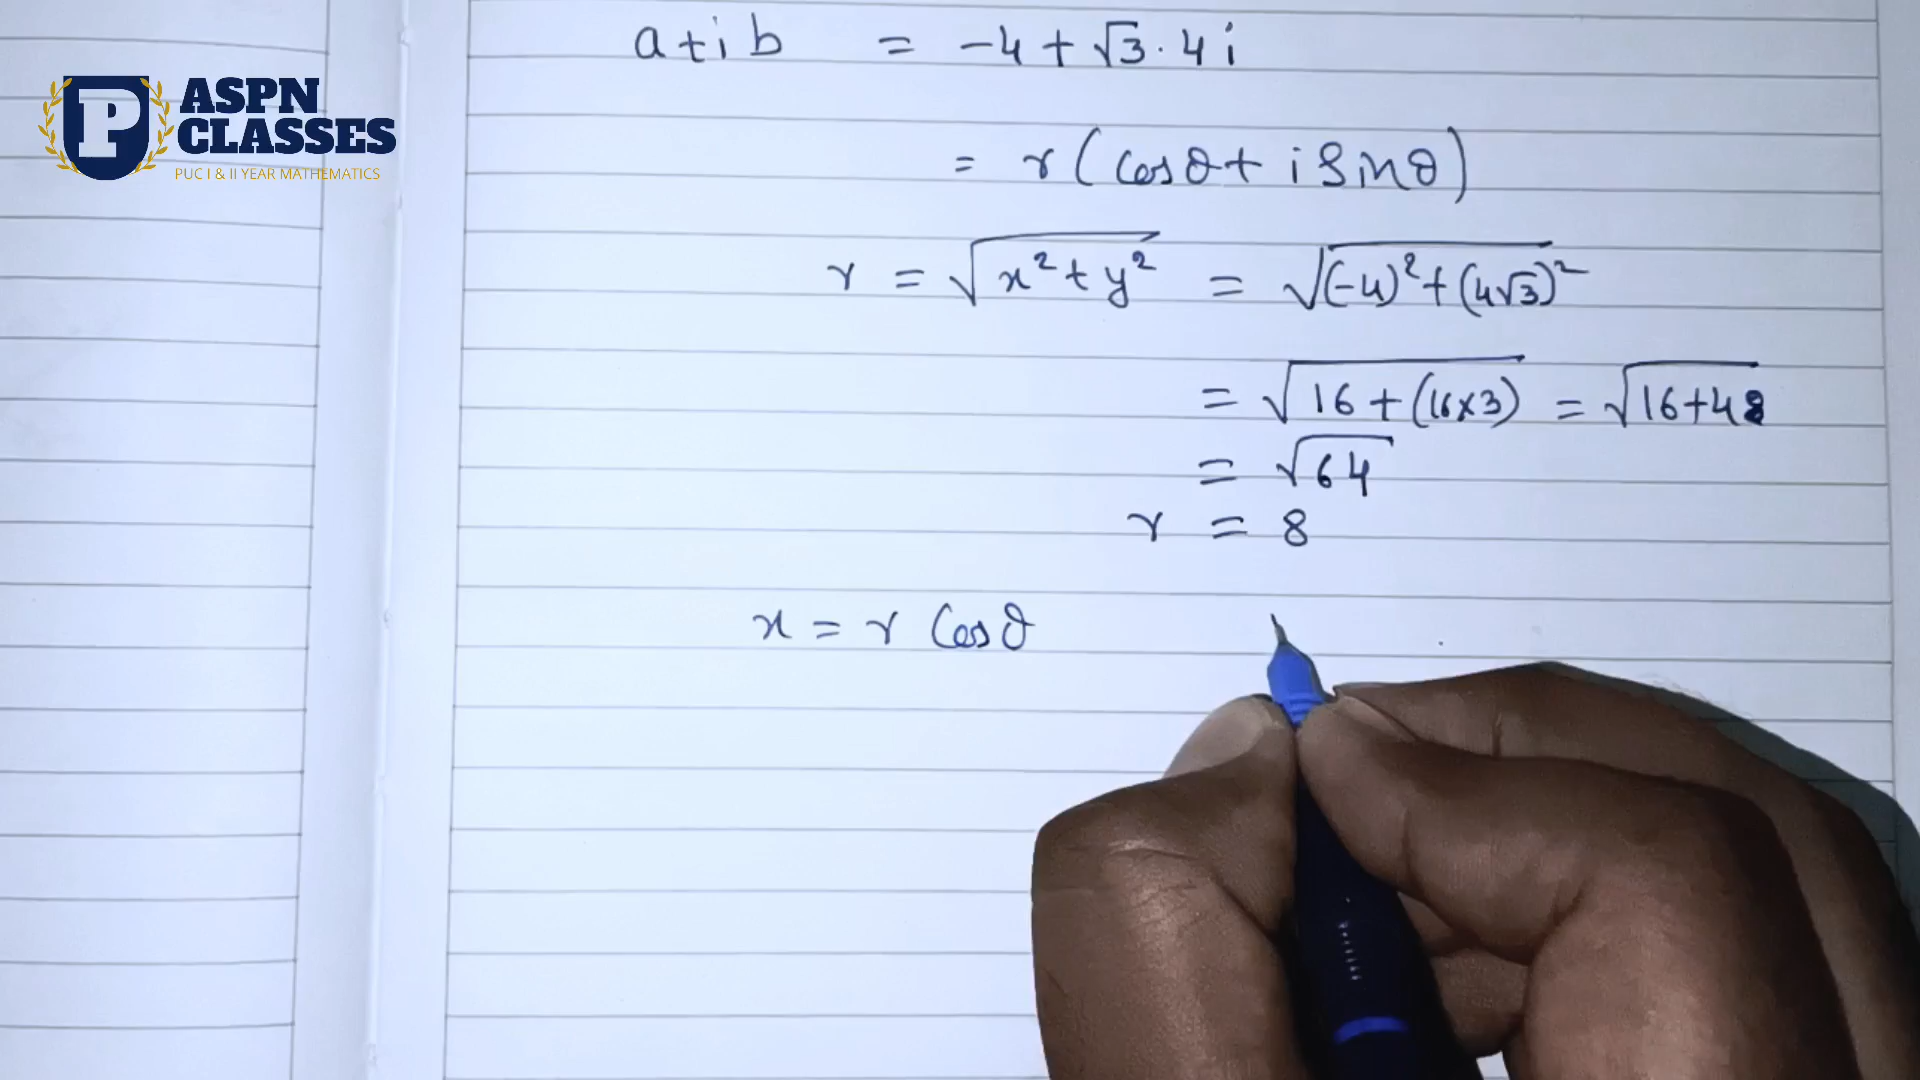 ASPN
CLASSES
PUC I & II YEAR MATHEMATICS
P
a+ib = -4+√3·4i
= r(Cosθ+iSinθ)
r = √(x²+y²) = √((-4)²+(4√3)²)
= √(16+(16×3)) = √(16+48)
= √64
r = 8
x = r Cosθ